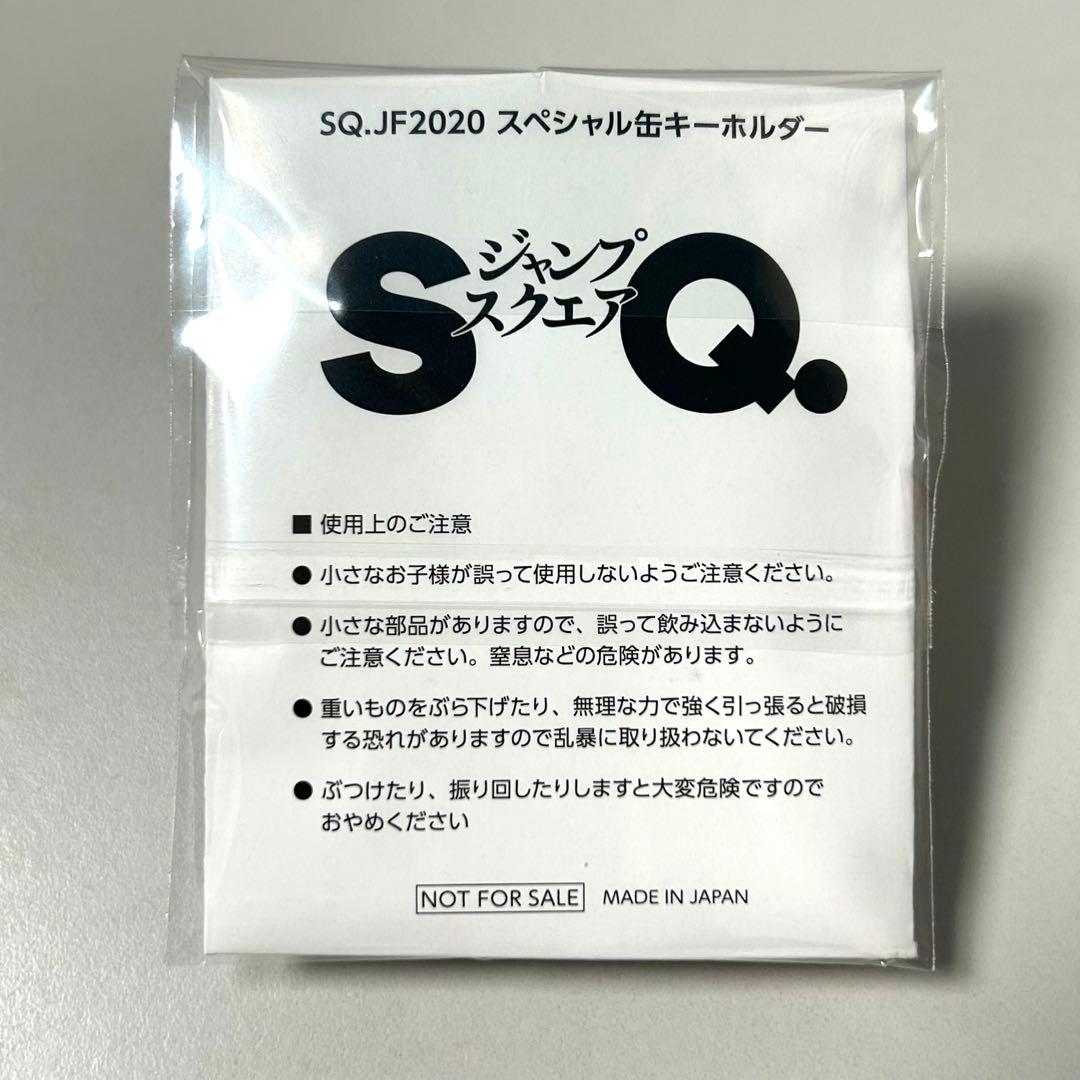 SQ.JF2020 スペシャル缶キーホルダー
SQ.
ジャンプ
スクエア
■ 使用上のご注意
● 小さなお子様が誤って使用しないようご注意ください。
● 小さな部品がありますので、誤って飲み込まないように
ご注意ください。窒息などの危険があります。
● 重いものをぶら下げたり、無理な力で強く引っ張ると破損
する恐れがありますので乱暴に取り扱わないてください。
● ぶつけたり、振り回したりしますと大変危険ですので
おやめください
NOT FOR SALE MADE IN JAPAN